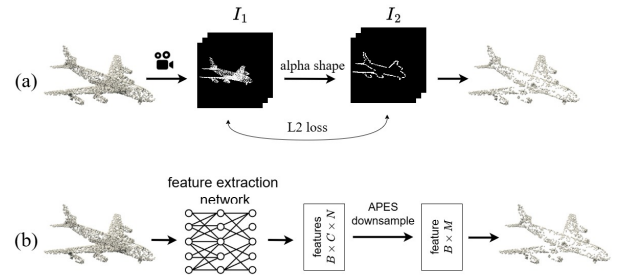 I₁
I₂
(a)
alpha shape
L2 loss
feature extraction
network
(b)
features
B × C × N
APES
downsample
feature
B × M